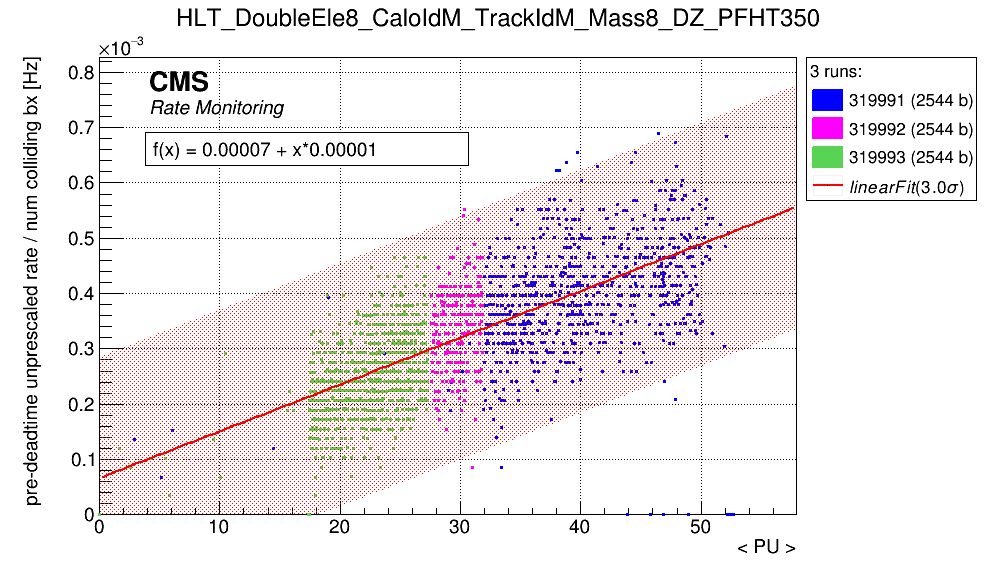 HLT_DoubleEle8_CaloIdM_TrackIdM_Mass8_DZ_PFHT350
×10⁻³
CMS
Rate Monitoring
f(x) = 0.00007 + x*0.00001
3 runs:
319991 (2544 b)
319992 (2544 b)
319993 (2544 b)
linearFit(3.0σ)
pre-deadtime unprescaled rate / num colliding bx [Hz]
0.8
0.7
0.6
0.5
0.4
0.3
0.2
0.1
0
0 10 20 30 40 50
< PU >